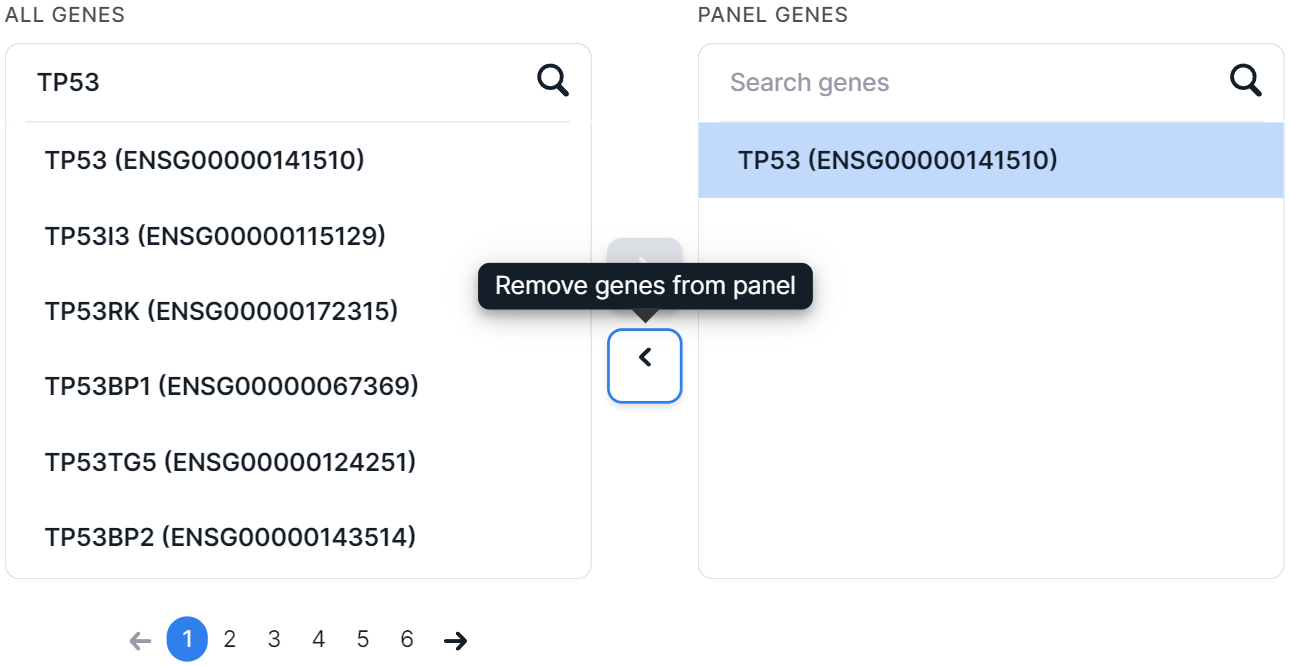 ALL GENES
PANEL GENES
TP53
Search genes
TP53 (ENSG00000141510)
TP53 (ENSG00000141510)
TP53I3 (ENSG00000115129)
Remove genes from panel
TP53RK (ENSG00000172315)
TP53BP1 (ENSG00000067369)
TP53TG5 (ENSG00000124251)
TP53BP2 (ENSG00000143514)
1 2 3 4 5 6